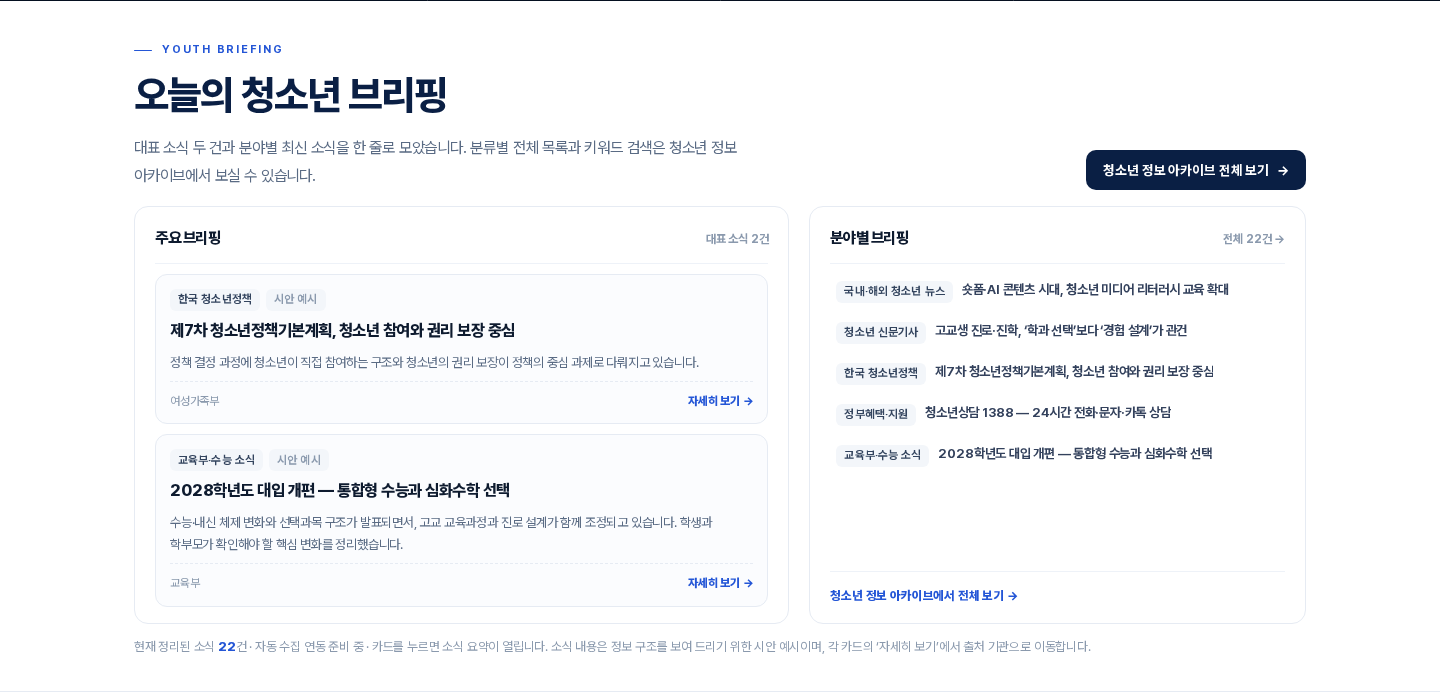 YOUTH BRIEFING
오늘의 청소년 브리핑
대표 소식 두 건과 분야별 최신 소식을 한 줄로 모았습니다. 분류별 전체 목록과 키워드 검색은 청소년 정보
아카이브에서 보실 수 있습니다.
청소년 정보 아카이브 전체 보기 →
주요 브리핑
대표 소식 2건
한국 청소년정책 시안 예시
제7차 청소년정책기본계획, 청소년 참여와 권리 보장 중심
정책 결정 과정에 청소년이 직접 참여하는 구조와 청소년의 권리 보장이 정책의 중심 과제로 다뤄지고 있습니다.
여성가족부 자세히 보기 →
교육부·수능 소식 시안 예시
2028학년도 대입 개편 — 통합형 수능과 심화수학 선택
수능·내신 체제 변화와 선택과목 구조가 발표되면서, 고교 교육과정과 진로 설계가 함께 조정되고 있습니다. 학생과
학부모가 확인해야 할 핵심 변화를 정리했습니다.
교육부 자세히 보기 →
분야별 브리핑
전체 22건 →
국내·해외 청소년 뉴스 숏폼·AI 콘텐츠 시대, 청소년 미디어 리터러시 교육 확대
청소년 신문기사 고교생 진로·진학, ‘학과 선택’보다 ‘경험 설계’가 관건
한국 청소년정책 제7차 청소년정책기본계획, 청소년 참여와 권리 보장 중심
정부혜택·지원 청소년상담 1388 — 24시간 전화·문자·카톡 상담
교육부·수능 소식 2028학년도 대입 개편 — 통합형 수능과 심화수학 선택
청소년 정보 아카이브에서 전체 보기 →
현재 정리된 소식 22건 · 자동 수집 연동 준비 중 · 카드를 누르면 소식 요약이 열립니다. 소식 내용은 정보 구조를 보여 드리기 위한 시안 예시이며, 각 카드의 ‘자세히 보기’에서 출처 기관으로 이동합니다.